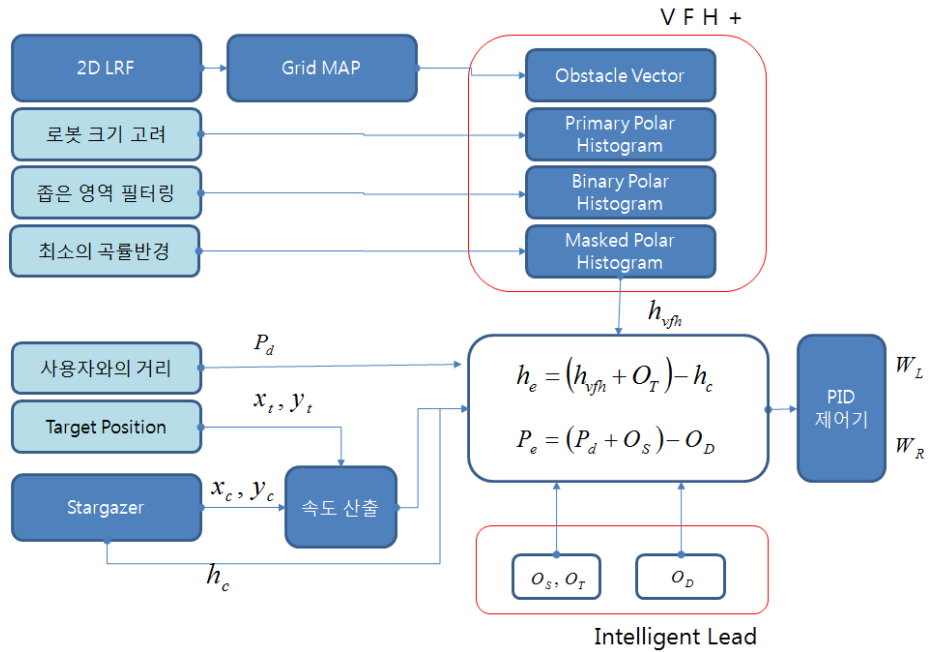 V F H +
2D LRF
Grid MAP
Obstacle Vector
로봇 크기 고려
Primary Polar
Histogram
좁은 영역 필터링
Binary Polar
Histogram
최소의 곡률반경
Masked Polar
Histogram
h_vfh
사용자와의 거리
P_d
h_e = (h_vfh + O_T) − h_c
P_e = (P_d + O_S) − O_D
PID
제어기
W_L
W_R
Target Position
x_t , y_t
Stargazer
x_c , y_c
속도 산출
h_c
O_S, O_T
O_D
Intelligent Lead